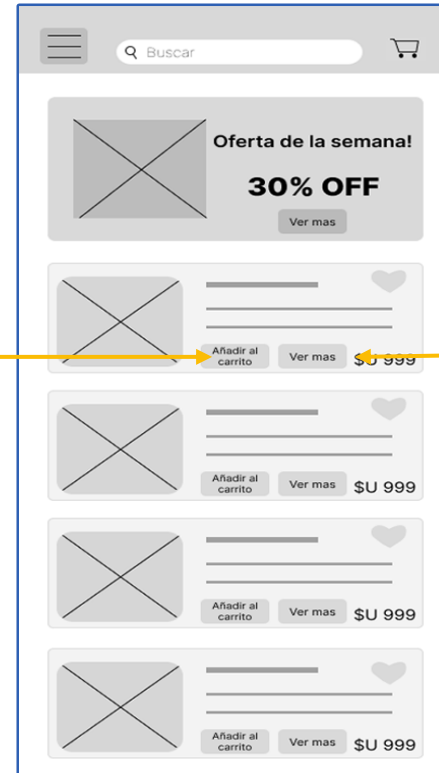 Buscar
Oferta de la semana!
30% OFF
Ver mas
Añadir al
carrito
Ver mas
$U 999
Añadir al
carrito
Ver mas
$U 999
Añadir al
carrito
Ver mas
$U 999
Añadir al
carrito
Ver mas
$U 999